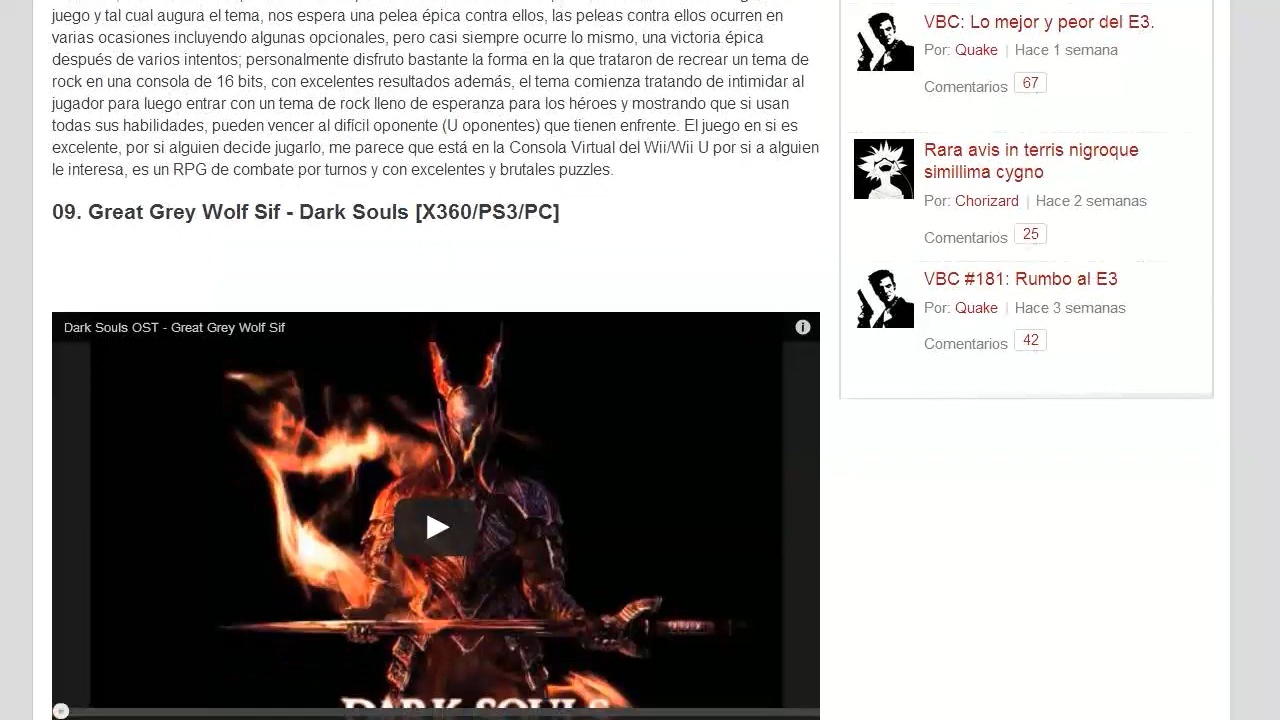 juego y tal cual augura el tema, nos espera una pelea épica contra ellos, las peleas contra ellos ocurren en
varias ocasiones incluyendo algunas opcionales, pero casi siempre ocurre lo mismo, una victoria épica
después de varios intentos; personalmente disfruto bastante la forma en la que trataron de recrear un tema de
rock en una consola de 16 bits, con excelentes resultados además, el tema comienza tratando de intimidar al
jugador para luego entrar con un tema de rock lleno de esperanza para los héroes y mostrando que si usan
todas sus habilidades, pueden vencer al difícil oponente (U oponentes) que tienen enfrente. El juego en si es
excelente, por si alguien decide jugarlo, me parece que está en la Consola Virtual del Wii/Wii U por si a alguien
le interesa, es un RPG de combate por turnos y con excelentes y brutales puzzles.
09. Great Grey Wolf Sif - Dark Souls [X360/PS3/PC]
Dark Souls OST - Great Grey Wolf Sif
DARK SOULS
VBC: Lo mejor y peor del E3.
Por: Quake | Hace 1 semana
Comentarios 67
Rara avis in terris nigroque
simillima cygno
Por: Chorizard | Hace 2 semanas
Comentarios 25
VBC #181: Rumbo al E3
Por: Quake | Hace 3 semanas
Comentarios 42